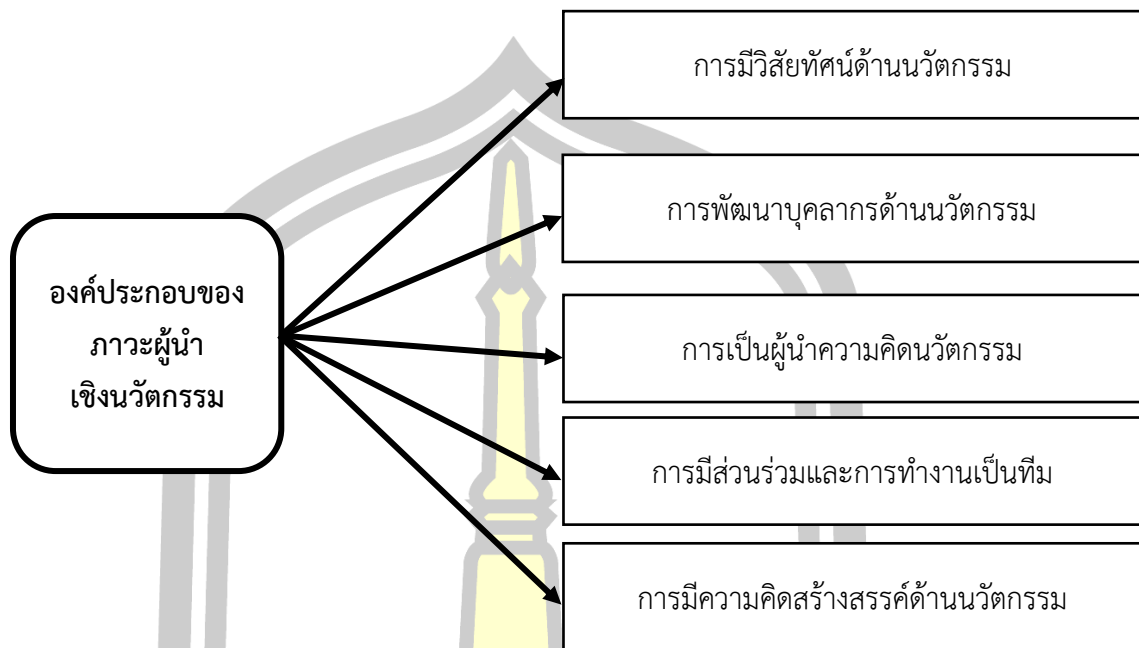 การมีวิสัยทัศน์ด้านนวัตกรรม
การพัฒนาบุคลากรด้านนวัตกรรม
องค์ประกอบของ
ภาวะผู้นำ
เชิงนวัตกรรม
การเป็นผู้นำความคิดนวัตกรรม
การมีส่วนร่วมและการทำงานเป็นทีม
การมีความคิดสร้างสรรค์ด้านนวัตกรรม